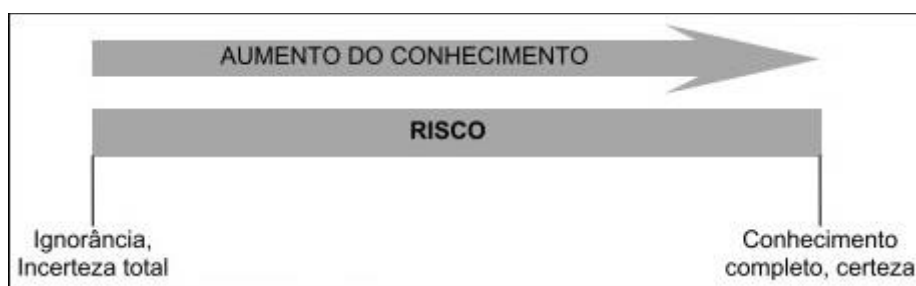 AUMENTO DO CONHECIMENTO
RISCO
Ignorância,
Incerteza total
Conhecimento
completo, certeza